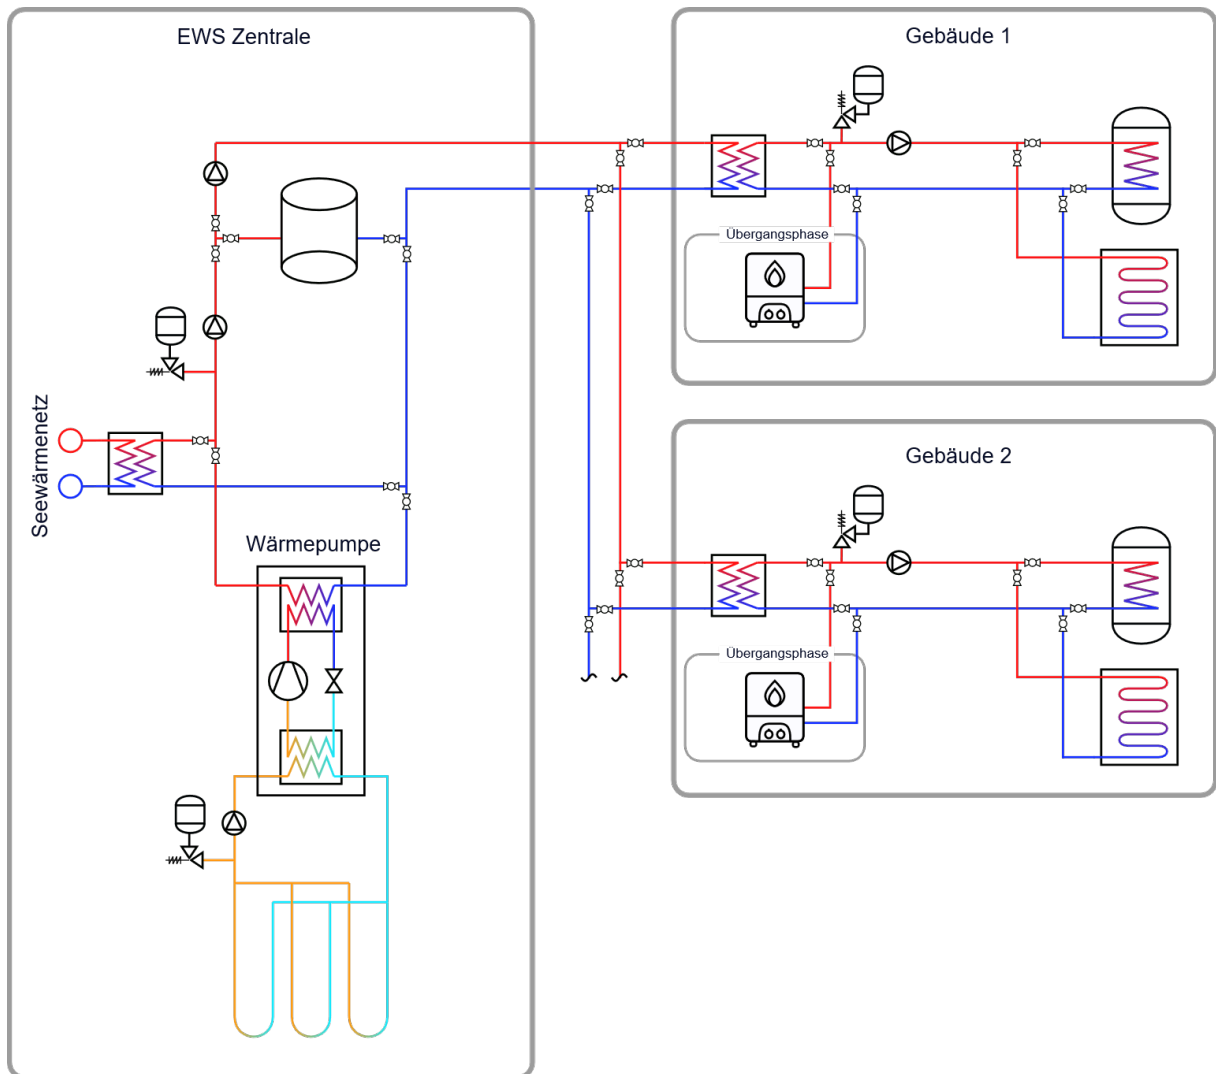 EWS Zentrale
Gebäude 1
Übergangsphase
Seewärmenetz
Wärmepumpe
Gebäude 2
Übergangsphase